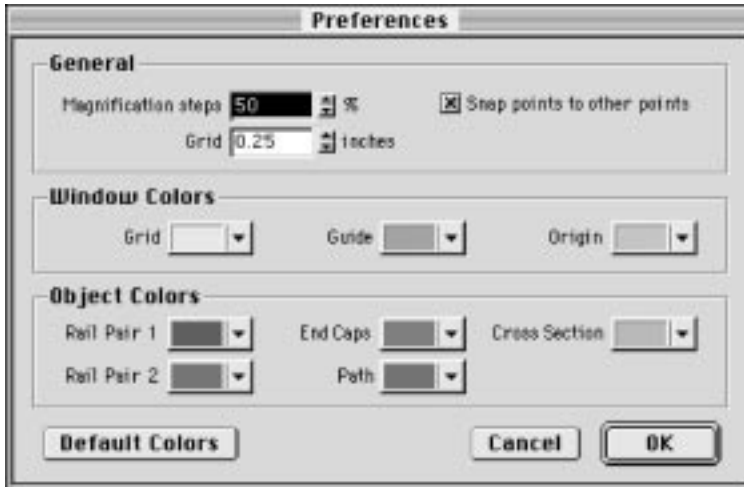 Preferences
General
Magnification steps 50 %
Snap points to other points
Grid 0.25 inches
Window Colors
Grid Guide Origin
Object Colors
Rail Pair 1 End Caps Cross Section
Rail Pair 2 Path
Default Colors Cancel OK